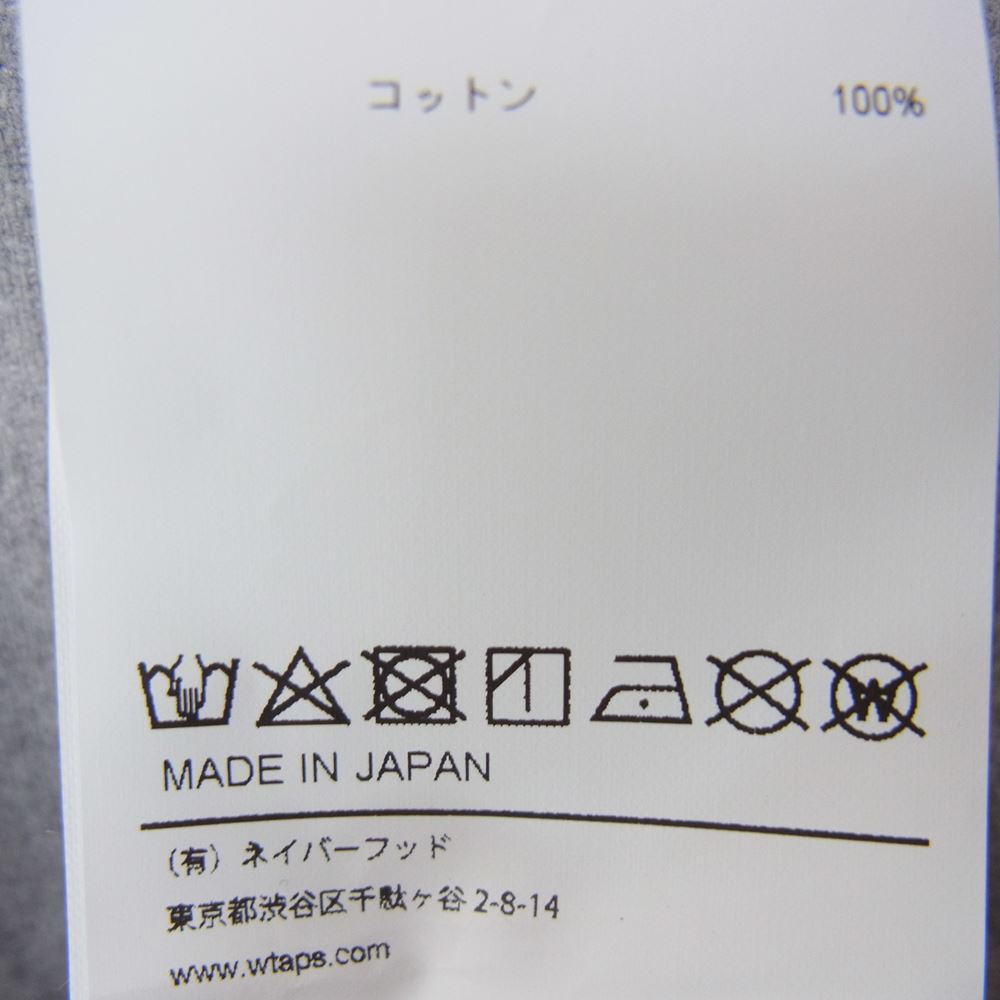 コットン 100%
W
MADE IN JAPAN
(有) ネイバーフッド
東京都渋谷区千駄ヶ谷 2-8-14
www.wtaps.com